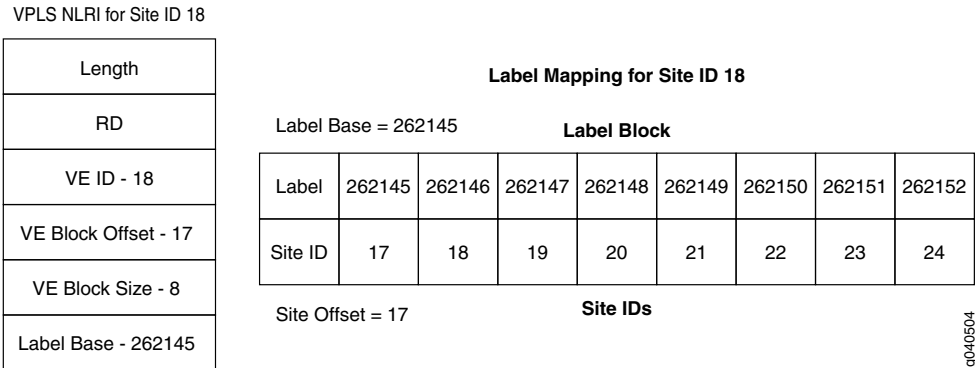 VPLS NLRI for Site ID 18
Length
RD
VE ID - 18
VE Block Offset - 17
VE Block Size - 8
Label Base - 262145
Label Mapping for Site ID 18
Label Base = 262145
Label Block
Label 262145 262146 262147 262148 262149 262150 262151 262152
Site ID 17 18 19 20 21 22 23 24
Site Offset = 17
Site IDs
g040504